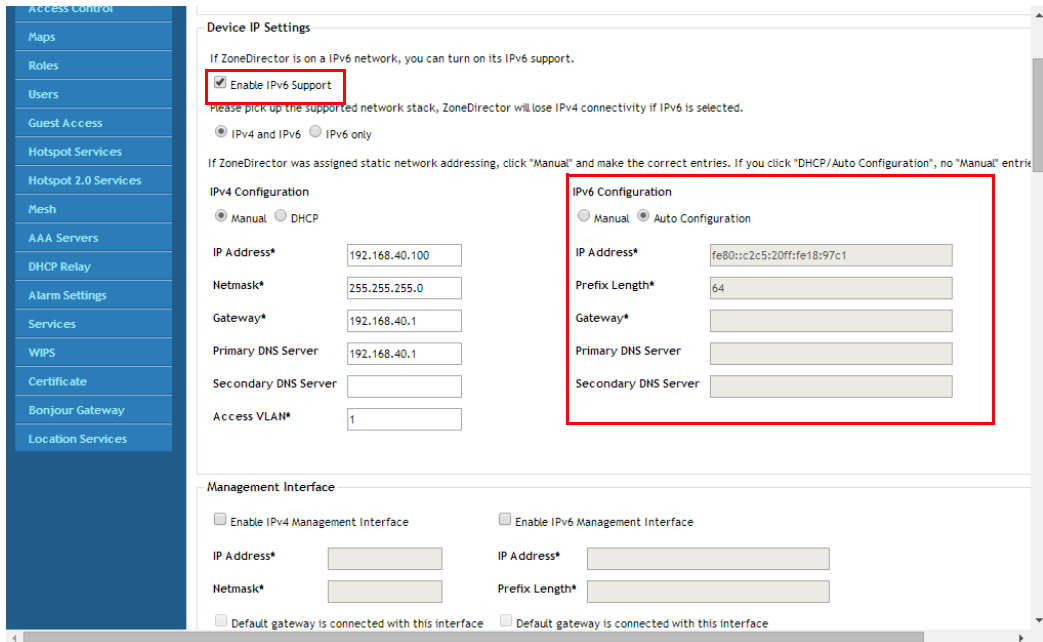 Access Control
Maps
Roles
Users
Guest Access
Hotspot Services
Hotspot 2.0 Services
Mesh
AAA Servers
DHCP Relay
Alarm Settings
Services
WIPS
Certificate
Bonjour Gateway
Location Services
Device IP Settings
If ZoneDirector is on a IPv6 network, you can turn on its IPv6 support.
Enable IPv6 Support
Please pick up the supported network stack, ZoneDirector will lose IPv4 connectivity if IPv6 is selected.
IPv4 and IPv6 IPv6 only
If ZoneDirector was assigned static network addressing, click "Manual" and make the correct entries. If you click "DHCP/Auto Configuration", no "Manual" entrie
IPv4 Configuration
Manual DHCP
IP Address* 192.168.40.100
Netmask* 255.255.255.0
Gateway* 192.168.40.1
Primary DNS Server 192.168.40.1
Secondary DNS Server
Access VLAN* 1
IPv6 Configuration
Manual Auto Configuration
IP Address* fe80::c2c5:20ff:fe18:97c1
Prefix Length* 64
Gateway*
Primary DNS Server
Secondary DNS Server
Management Interface
Enable IPv4 Management Interface
IP Address*
Netmask*
Default gateway is connected with this interface
Enable IPv6 Management Interface
IP Address*
Prefix Length*
Default gateway is connected with this interface